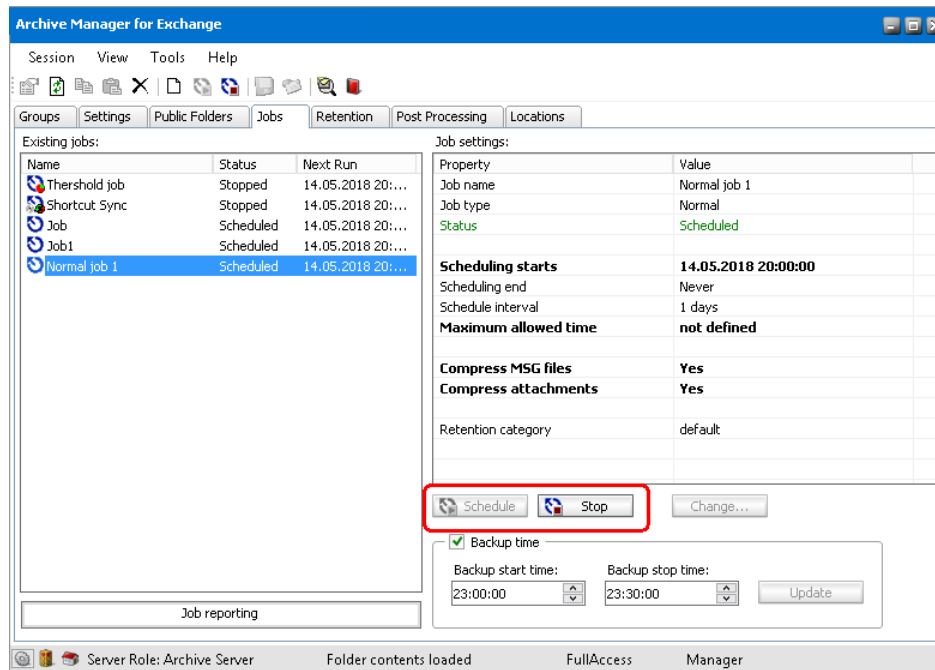 Archive Manager for Exchange
Session View Tools Help
Groups Settings Public Folders Jobs Retention Post Processing Locations
Existing jobs:
Name Status Next Run
Thershold job Stopped 14.05.2018 20:...
Shortcut Sync Stopped 14.05.2018 20:...
Job Scheduled 14.05.2018 20:...
Job1 Scheduled 14.05.2018 20:...
Normal job 1 Scheduled 14.05.2018 20:...
Job reporting
Job settings:
Property Value
Job name Normal job 1
Job type Normal
Status Scheduled
Scheduling starts 14.05.2018 20:00:00
Scheduling end Never
Schedule interval 1 days
Maximum allowed time not defined
Compress MSG files Yes
Compress attachments Yes
Retention category default
Schedule Stop Change...
Backup time
Backup start time: Backup stop time:
23:00:00 23:30:00 Update
Server Role: Archive Server Folder contents loaded FullAccess Manager